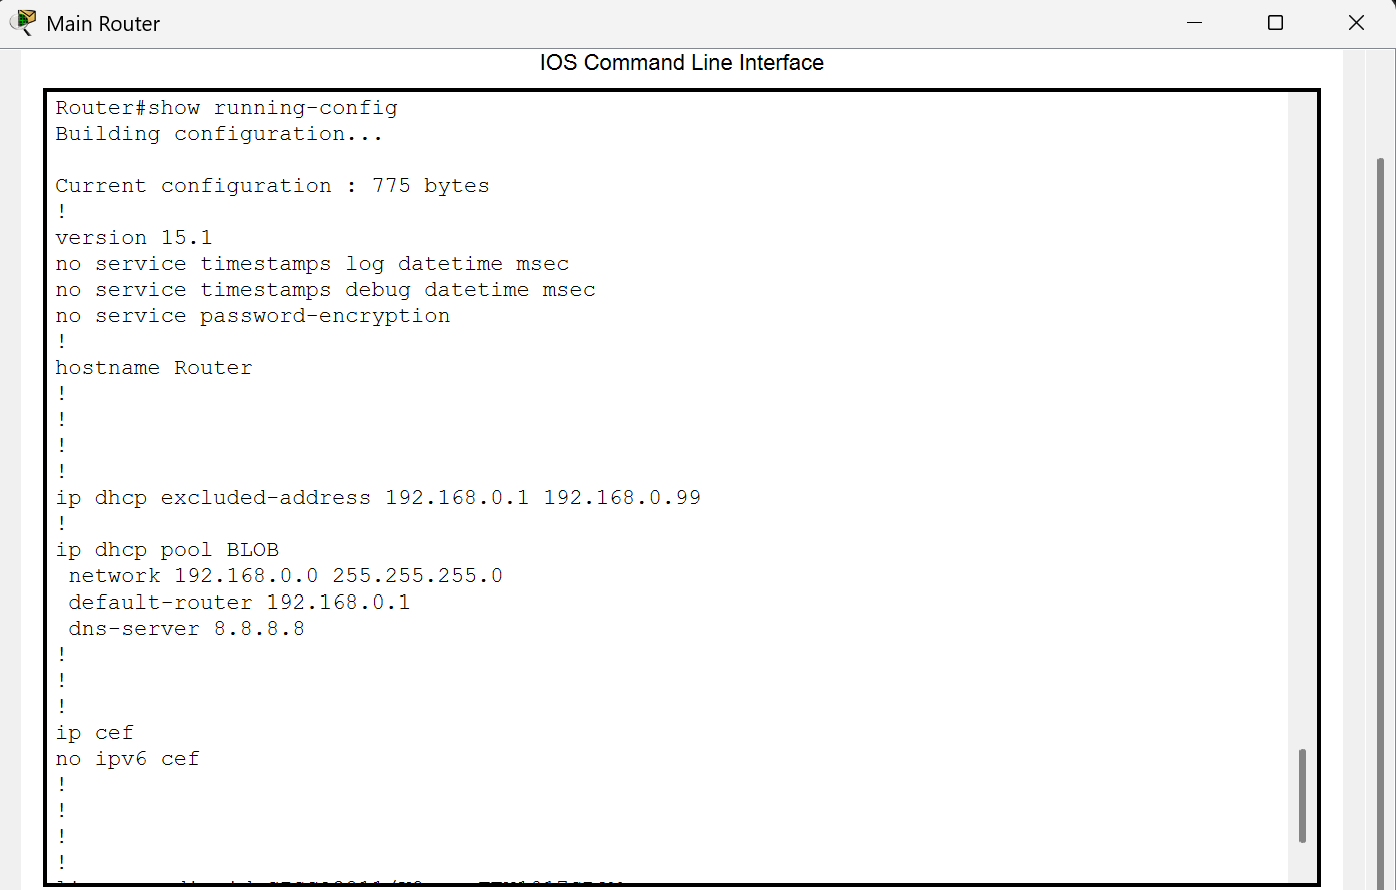 Main Router
IOS Command Line Interface
Router#show running-config
Building configuration...
Current configuration : 775 bytes
!
version 15.1
no service timestamps log datetime msec
no service timestamps debug datetime msec
no service password-encryption
!
hostname Router
!
!
!
!
ip dhcp excluded-address 192.168.0.1 192.168.0.99
!
ip dhcp pool BLOB
 network 192.168.0.0 255.255.255.0
 default-router 192.168.0.1
 dns-server 8.8.8.8
!
!
!
ip cef
no ipv6 cef
!
!
!
!